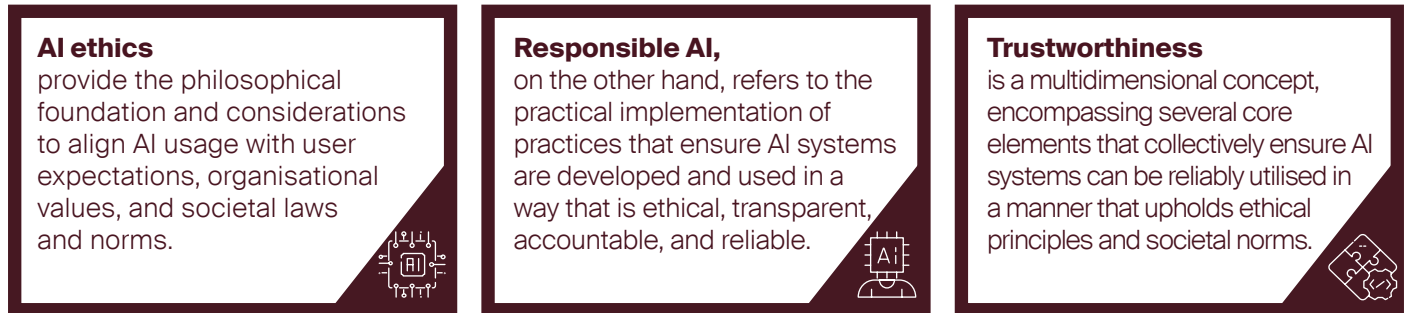 AI ethics
provide the philosophical
foundation and considerations
to align AI usage with user
expectations, organisational
values, and societal laws
and norms.
AI
Responsible AI,
on the other hand, refers to the
practical implementation of
practices that ensure AI systems
are developed and used in a
way that is ethical, transparent,
accountable, and reliable.
AI
Trustworthiness
is a multidimensional concept,
encompassing several core
elements that collectively ensure AI
systems can be reliably utilised in
a manner that upholds ethical
principles and societal norms.